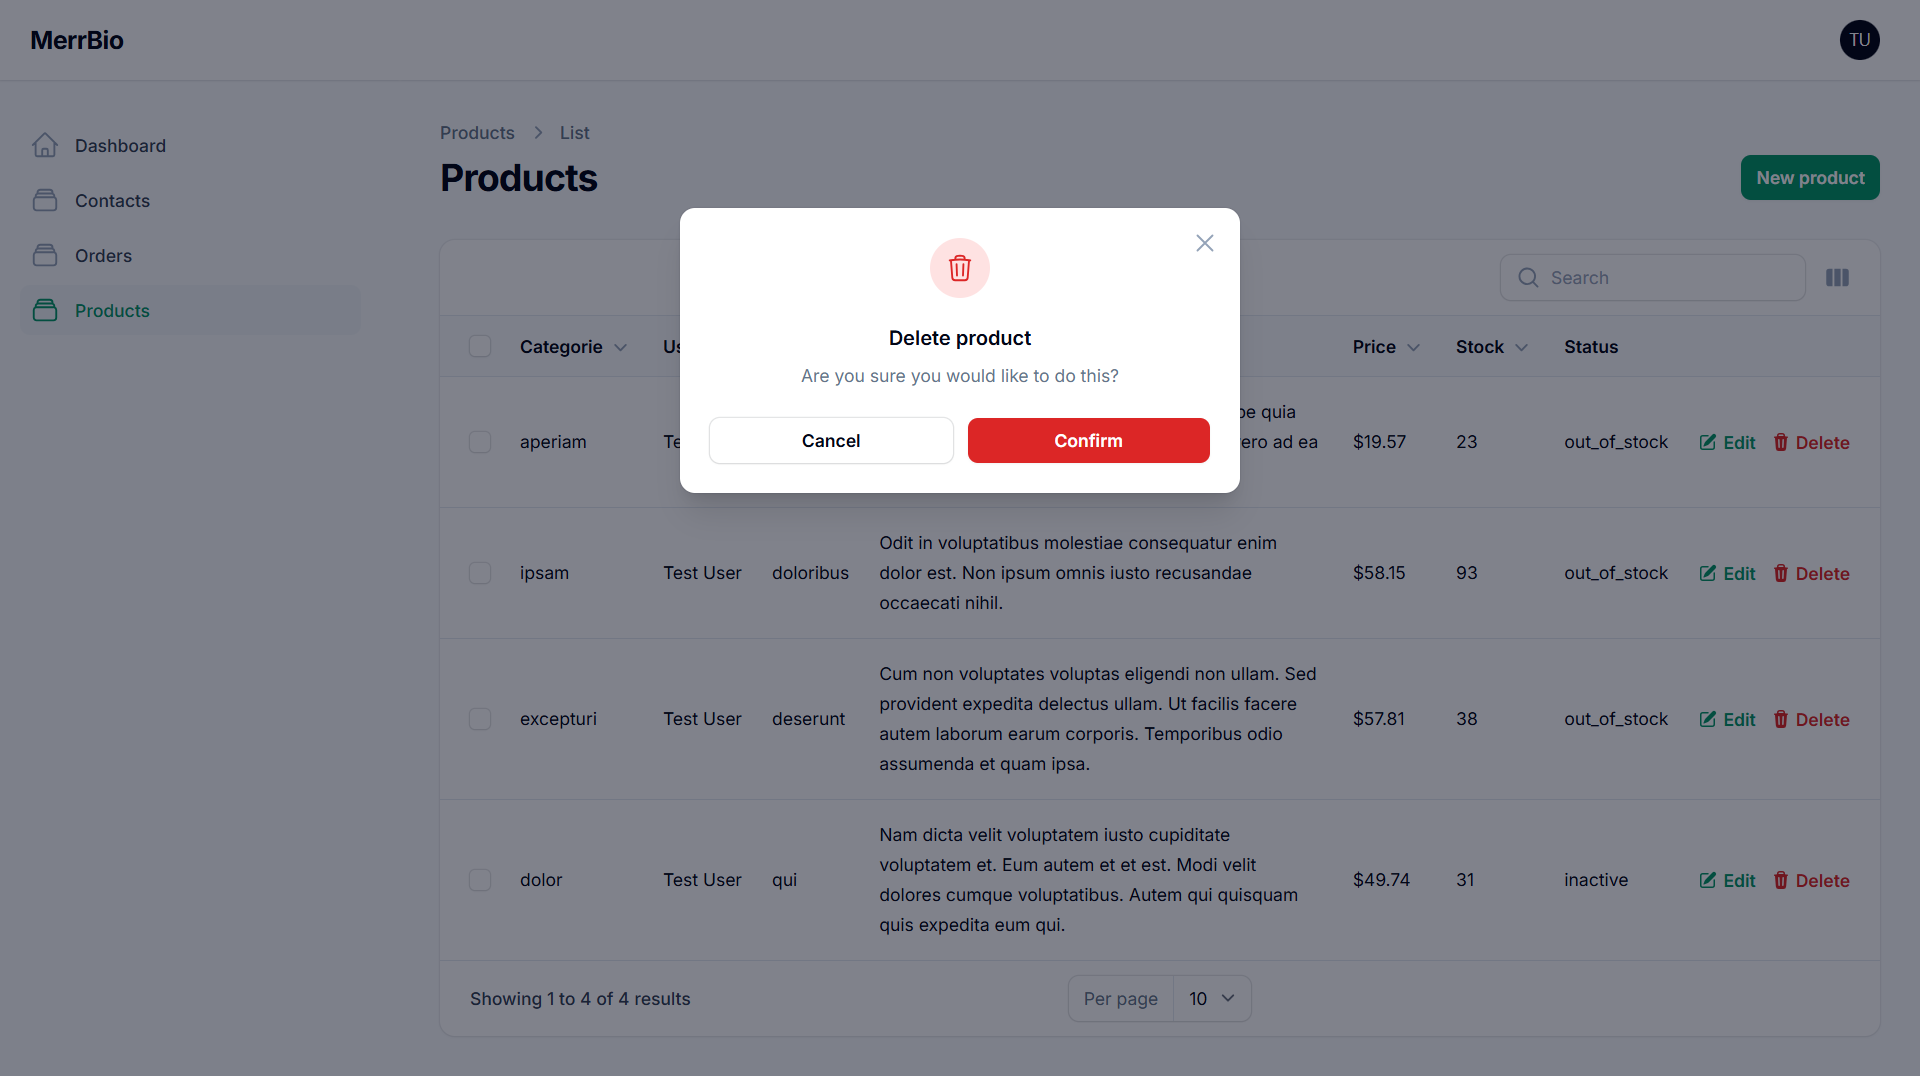 MerrBio
TU
Dashboard
Contacts
Orders
Products
Products
List
Products
New product
Search
Delete product
Are you sure you would like to do this?
Cancel
Confirm
Categorie
Price
Stock
Status
quia
aperiam
ad ea
$19.57
23
out_of_stock
Edit
Delete
ipsam
Test User
doloribus
Odit in voluptatibus molestiae consequatur enim
dolor est. Non ipsum omnis iusto recusandae
occaecati nihil.
$58.15
93
out_of_stock
Edit
Delete
excepturi
Test User
deserunt
Cum non voluptates voluptas eligendi non ullam. Sed
provident expedita delectus ullam. Ut facilis facere
autem laborum earum corporis. Temporibus odio
assumenda et quam ipsa.
$57.81
38
out_of_stock
Edit
Delete
dolor
Test User
qui
Nam dicta velit voluptatem iusto cupiditate
voluptatem et. Eum autem et et est. Modi velit
dolores cumque voluptatibus. Autem qui quisquam
quis expedita eum qui.
$49.74
31
inactive
Edit
Delete
Showing 1 to 4 of 4 results
Per page
10